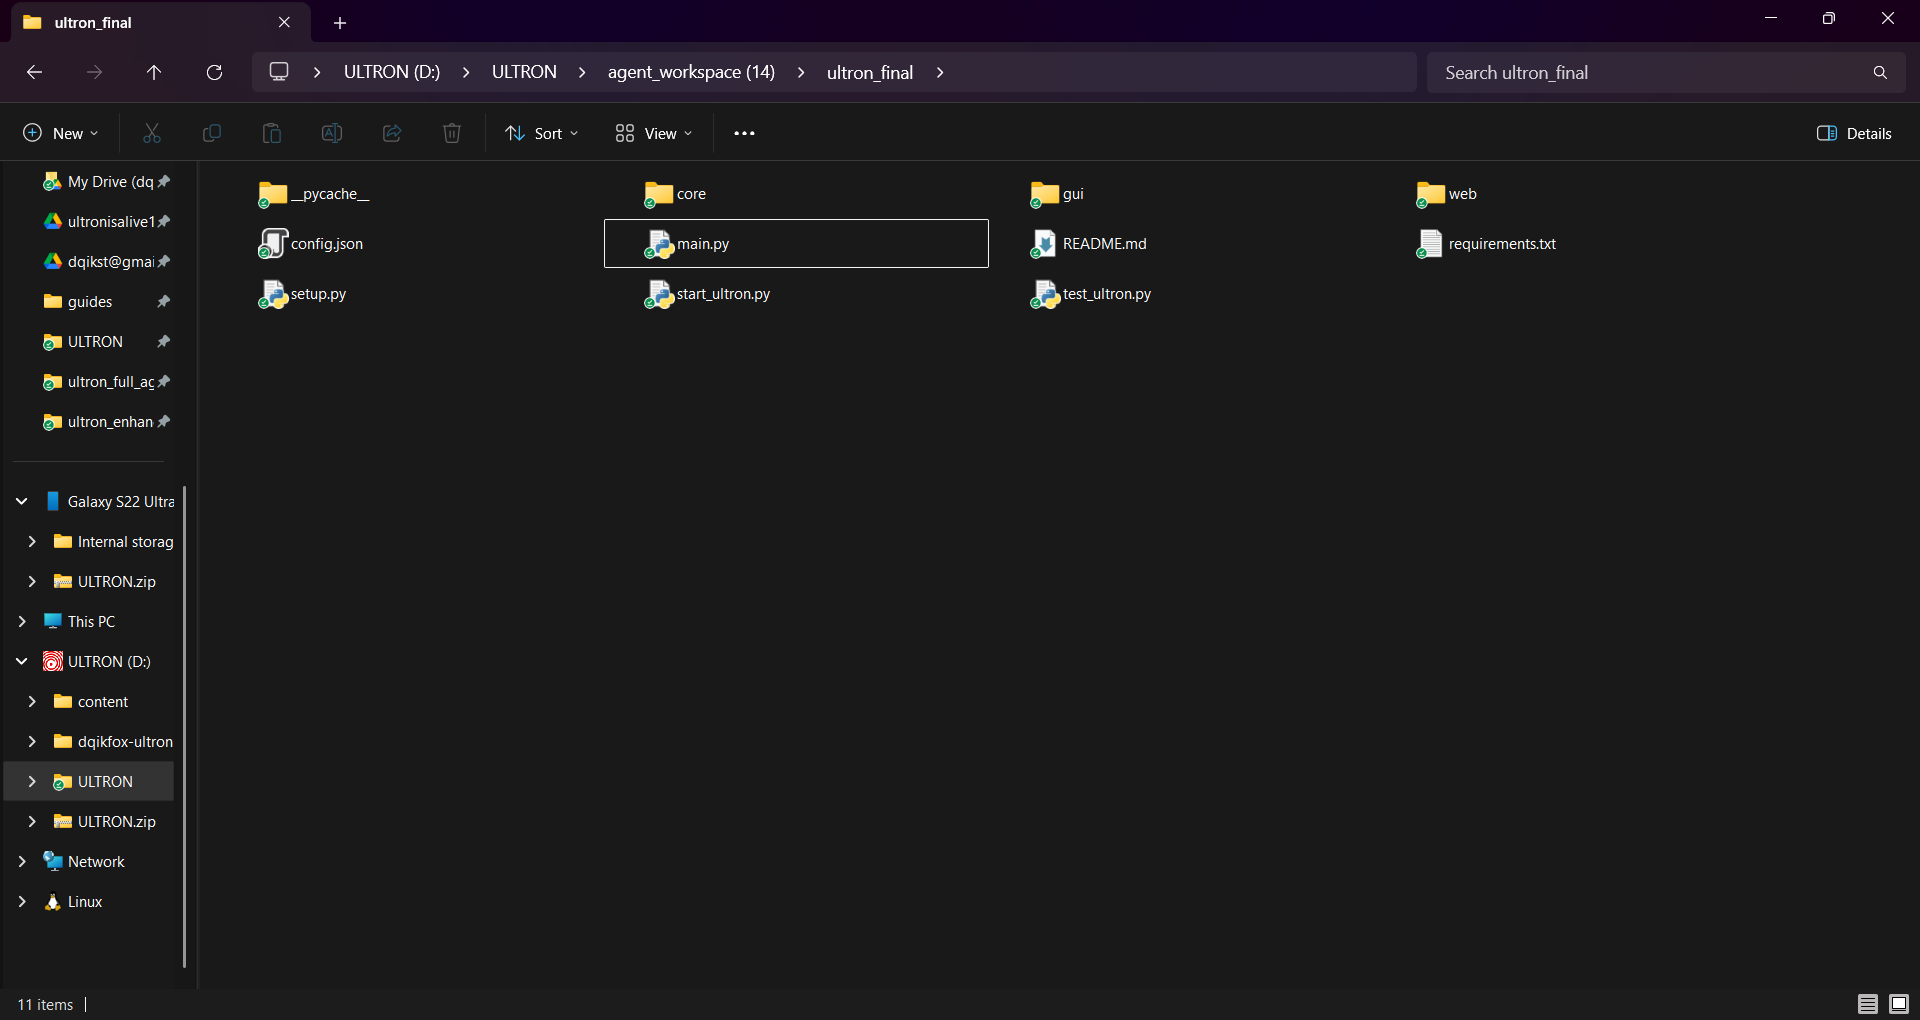 ultron_final
ULTRON (D:) ULTRON agent_workspace (14) ultron_final
Search ultron_final
New Sort View Details
My Drive (dq
ultronisalive1
dqikst@gmai
guides
ULTRON
ultron_full_ag
ultron_enhan
Galaxy S22 Ultra
Internal storag
ULTRON.zip
This PC
ULTRON (D:)
content
dqikfox-ultron
ULTRON
ULTRON.zip
Network
Linux
__pycache__ core gui web
config.json main.py README.md requirements.txt
setup.py start_ultron.py test_ultron.py
11 items